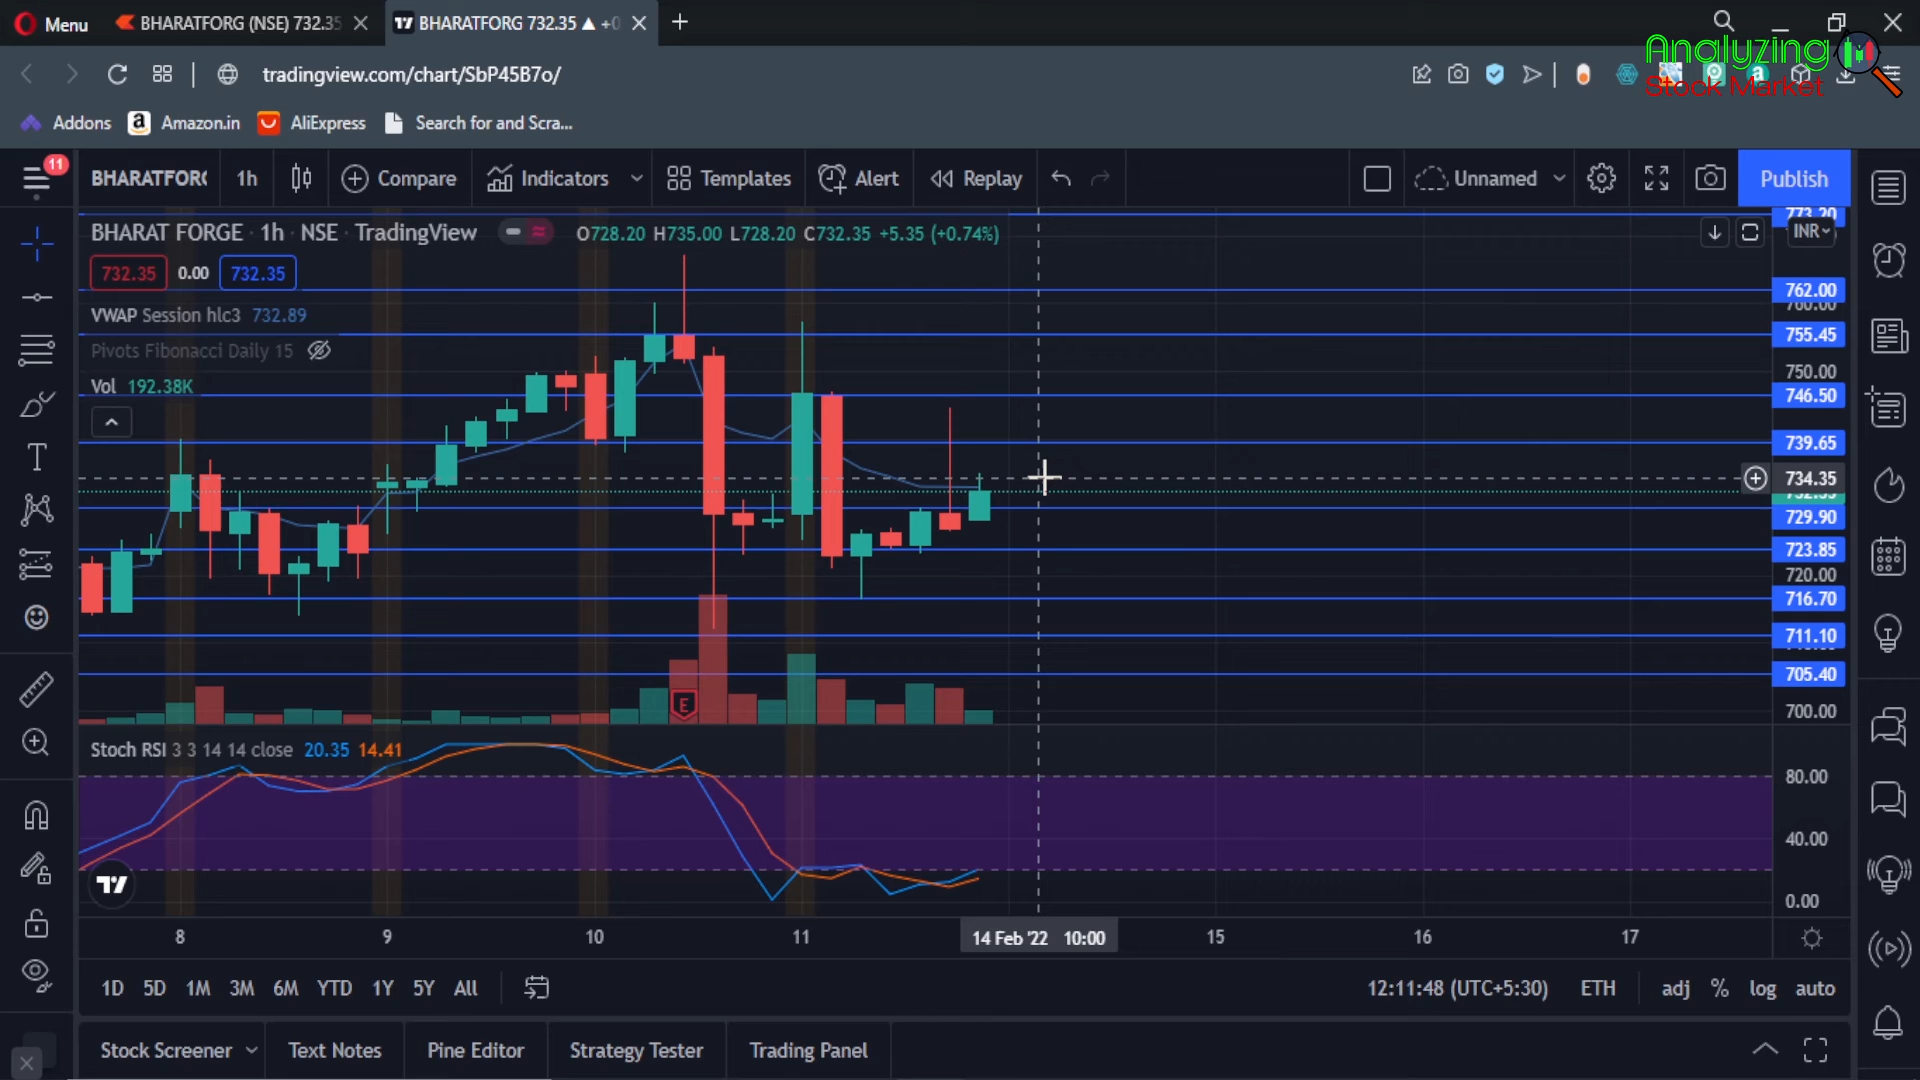 Menu
BHARATFORG (NSE) 732.35
BHARATFORG 732.35 ▲ +0
Analyzing
Stock Market
tradingview.com/chart/SbP45B7o/
Addons
Amazon.in
AliExpress
Search for and Scra...
11
BHARATFORG
1h
Compare
Indicators
Templates
Alert
Replay
Unnamed
Publish
BHARAT FORGE · 1h · NSE · TradingView
O728.20 H735.00 L728.20 C732.35 +5.35 (+0.74%)
732.35
0.00
732.35
VWAP Session hlc3 732.89
Pivots Fibonacci Daily 15
Vol 192.38K
773.20
INR
762.00
760.00
755.45
750.00
746.50
739.65
734.35
732.35
729.90
723.85
720.00
716.70
711.10
705.40
700.00
E
Stoch RSI 3 3 14 14 close 20.35 14.41
80.00
40.00
0.00
8
9
10
11
14 Feb '22 10:00
15
16
17
1D
5D
1M
3M
6M
YTD
1Y
5Y
All
12:11:48 (UTC+5:30)
ETH
adj
%
log
auto
Stock Screener
Text Notes
Pine Editor
Strategy Tester
Trading Panel